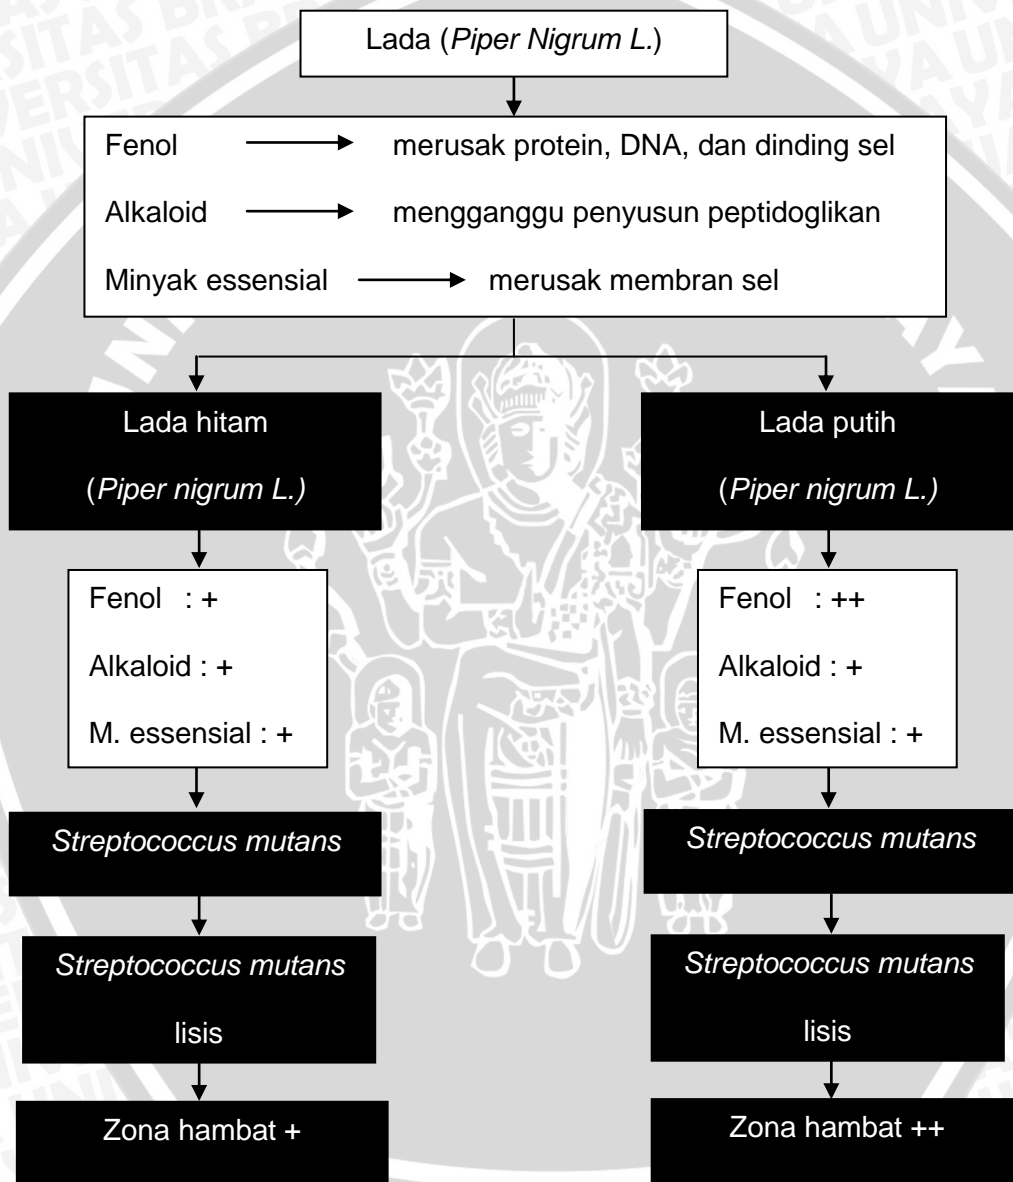 Lada (Piper Nigrum L.)
Fenol merusak protein, DNA, dan dinding sel
Alkaloid mengganggu penyusun peptidoglikan
Minyak essensial merusak membran sel
Lada hitam
(Piper nigrum L.)
Lada putih
(Piper nigrum L.)
Fenol : +
Alkaloid : +
M. essensial : +
Fenol : ++
Alkaloid : +
M. essensial : +
Streptococcus mutans
Streptococcus mutans
Streptococcus mutans
lisis
Streptococcus mutans
lisis
Zona hambat +
Zona hambat ++